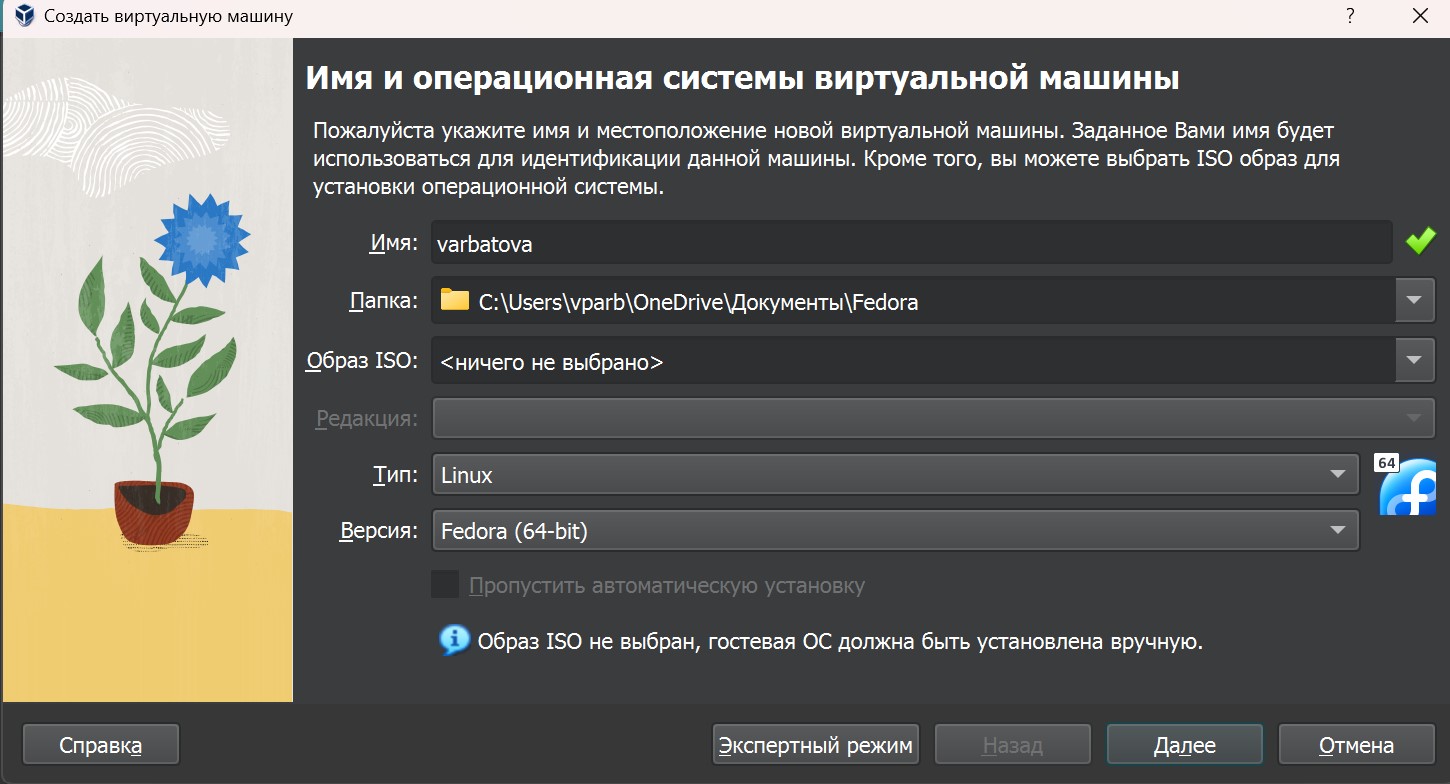 Создать виртуальную машину
?
Имя и операционная системы виртуальной машины
Пожалуйста укажите имя и местоположение новой виртуальной машины. Заданное Вами имя будет
использоваться для идентификации данной машины. Кроме того, вы можете выбрать ISO образ для
установки операционной системы.
Имя: varbatova
Папка: C:\Users\vparb\OneDrive\Документы\Fedora
Образ ISO: <ничего не выбрано>
Редакция:
Тип: Linux 64
Версия: Fedora (64-bit)
Пропустить автоматическую установку
Образ ISO не выбран, гостевая ОС должна быть установлена вручную.
Справка Экспертный режим Назад Далее Отмена